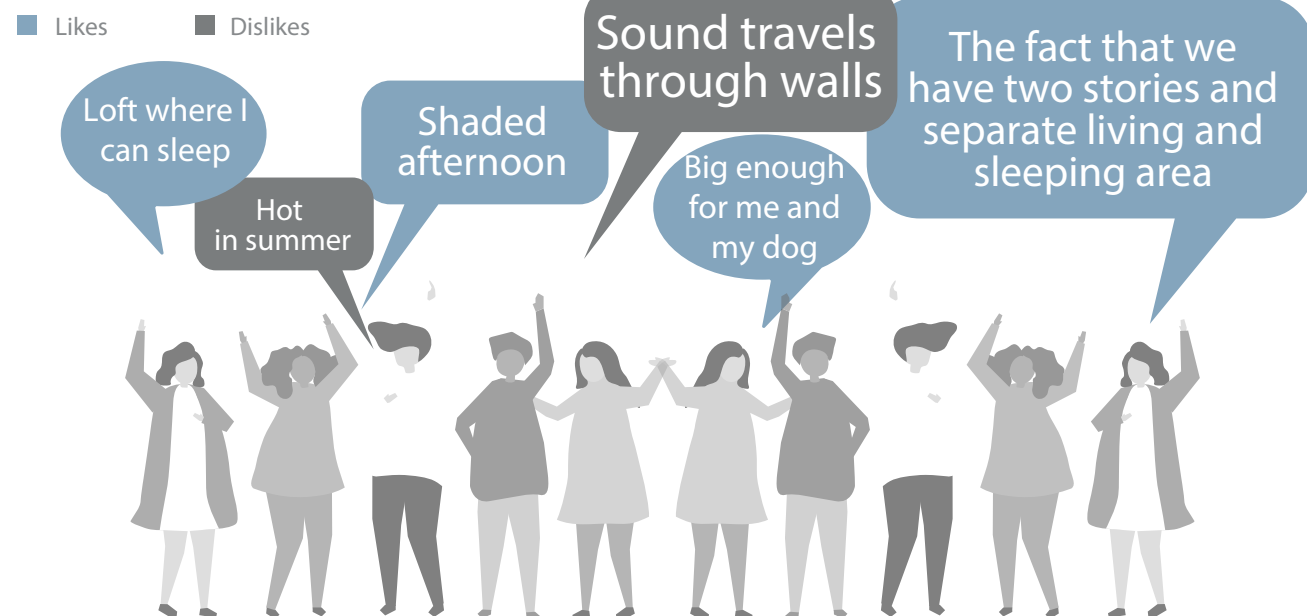 Likes
Dislikes
Loft where I
can sleep
Hot
in summer
Shaded
afternoon
Sound travels
through walls
Big enough
for me and
my dog
The fact that we
have two stories and
separate living and
sleeping area